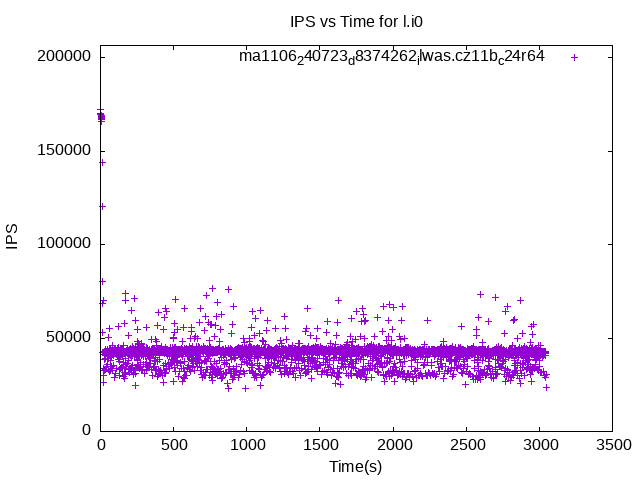 IPS vs Time for l.i0
ma1106₂40723_d8374262_ilwas.cz11b_c24r64
200000
150000
100000
50000
0
IPS
0 500 1000 1500 2000 2500 3000 3500
Time(s)